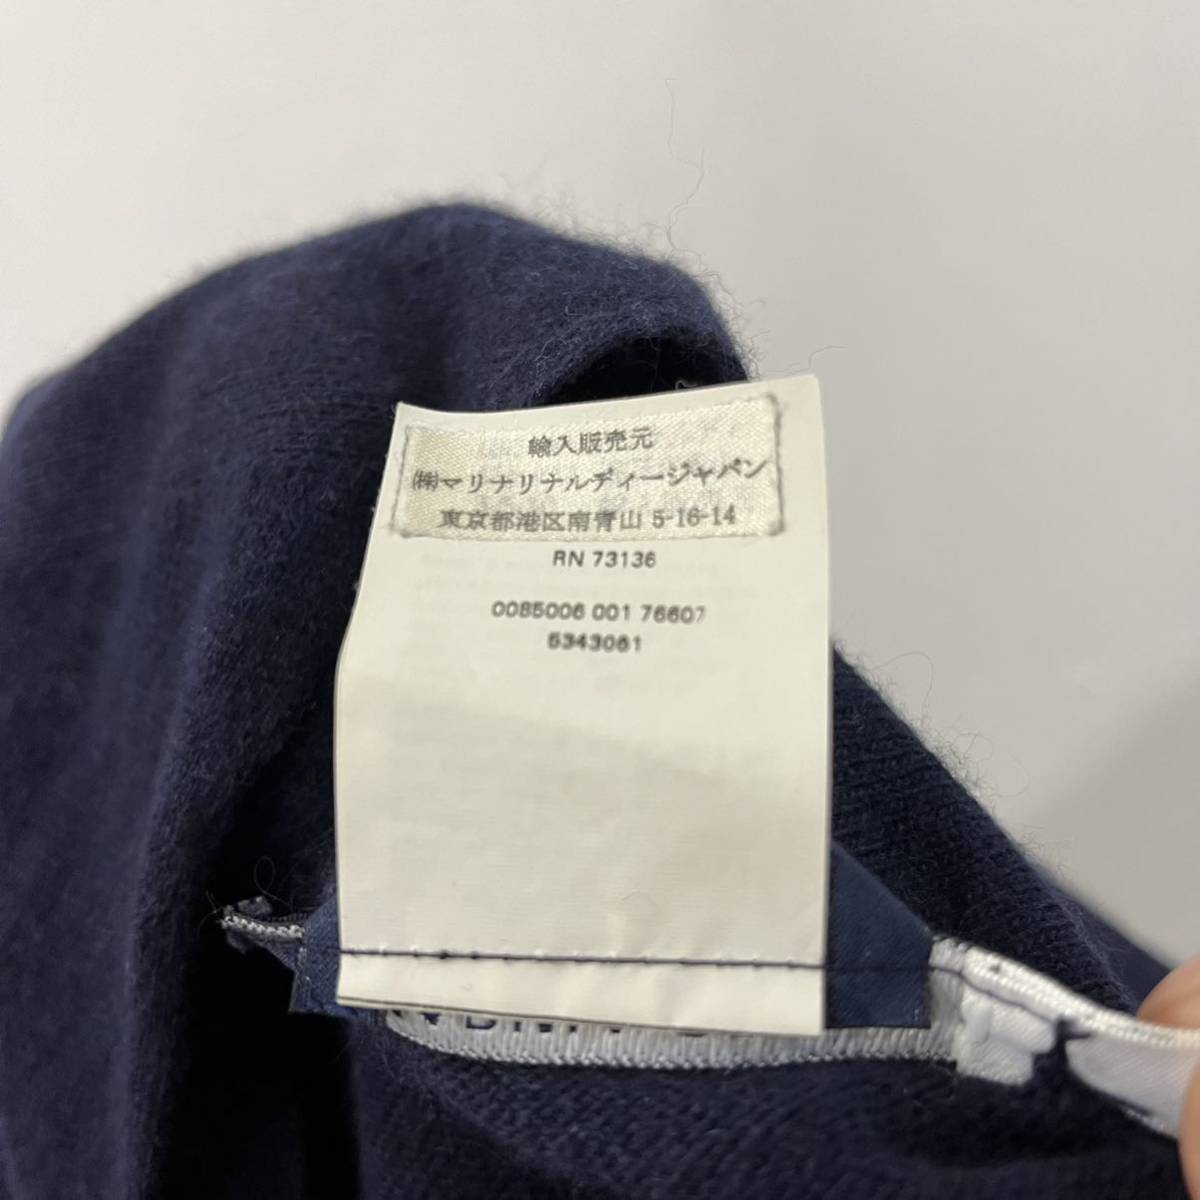 輸入販売元
㈱マリナリナルディージャパン
東京都港区南青山 5-16-14
RN 73136
0085006 001 76607
5343061